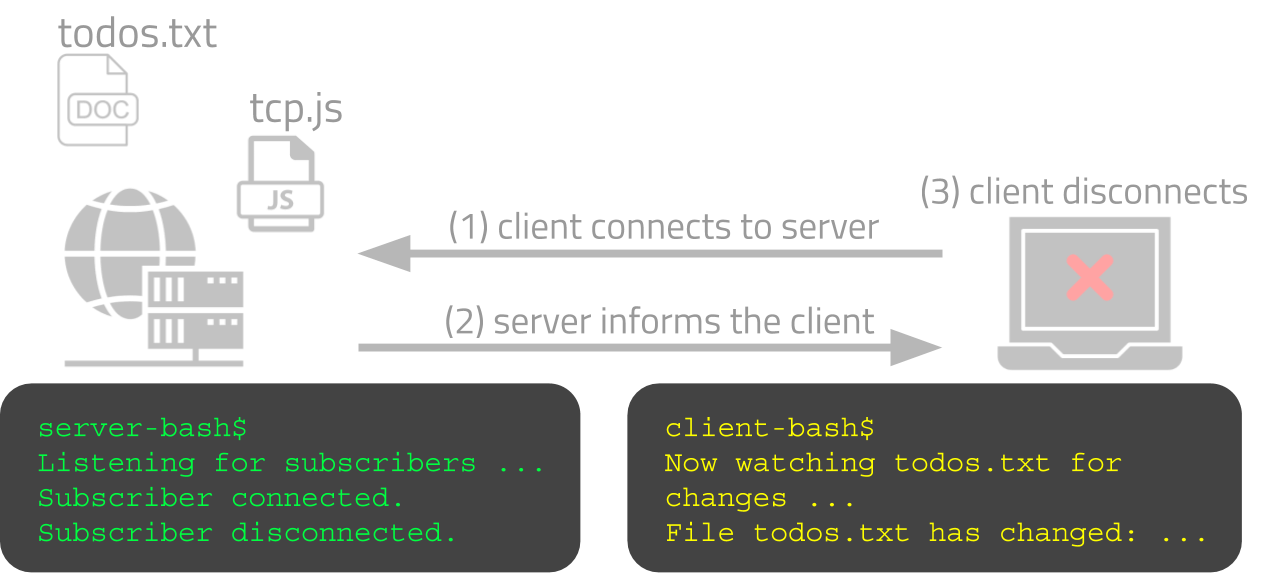 todos.txt
DOC
tcp.js
JS
(1) client connects to server
(2) server informs the client
(3) client disconnects
server-bash$
Listening for subscribers ...
Subscriber connected.
Subscriber disconnected.
client-bash$
Now watching todos.txt for
changes ...
File todos.txt has changed: ...